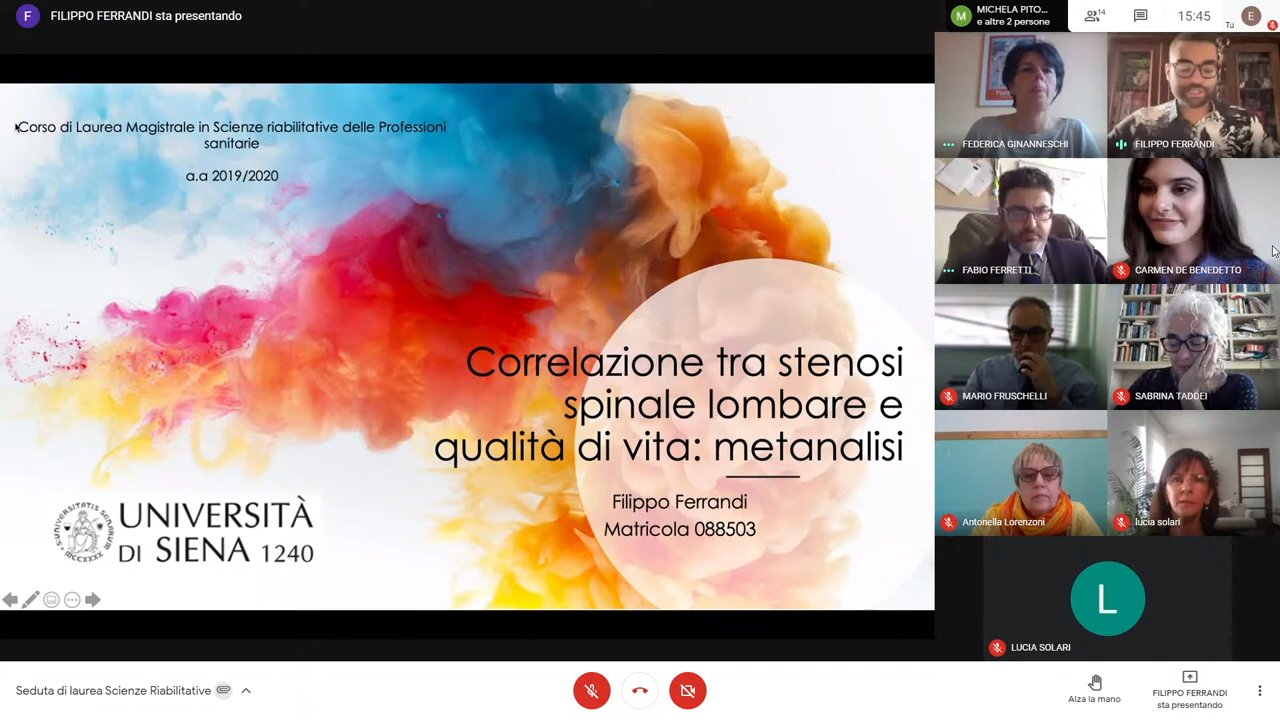 F FILIPPO FERRANDI sta presentando
M MICHELA PITO...
e altre 2 persone
14
15:45
Tu
E
Corso di Laurea Magistrale in Scienze riabilitative delle Professioni
sanitarie
a.a 2019/2020
Correlazione tra stenosi
spinale lombare e
qualità di vita: metanalisi
Filippo Ferrandi
Matricola 088503
UNIVERSITÀ
DI SIENA 1240
FEDERICA GINANNESCHI
FILIPPO FERRANDI
FABIO FERRETTI
CARMEN DE BENEDETTO
MARIO FRUSCHELLI
SABRINA TADDEI
Antonella Lorenzoni
lucia solari
L
LUCIA SOLARI
Seduta di laurea Scienze Riabilitative
Alza la mano
FILIPPO FERRANDI
sta presentando